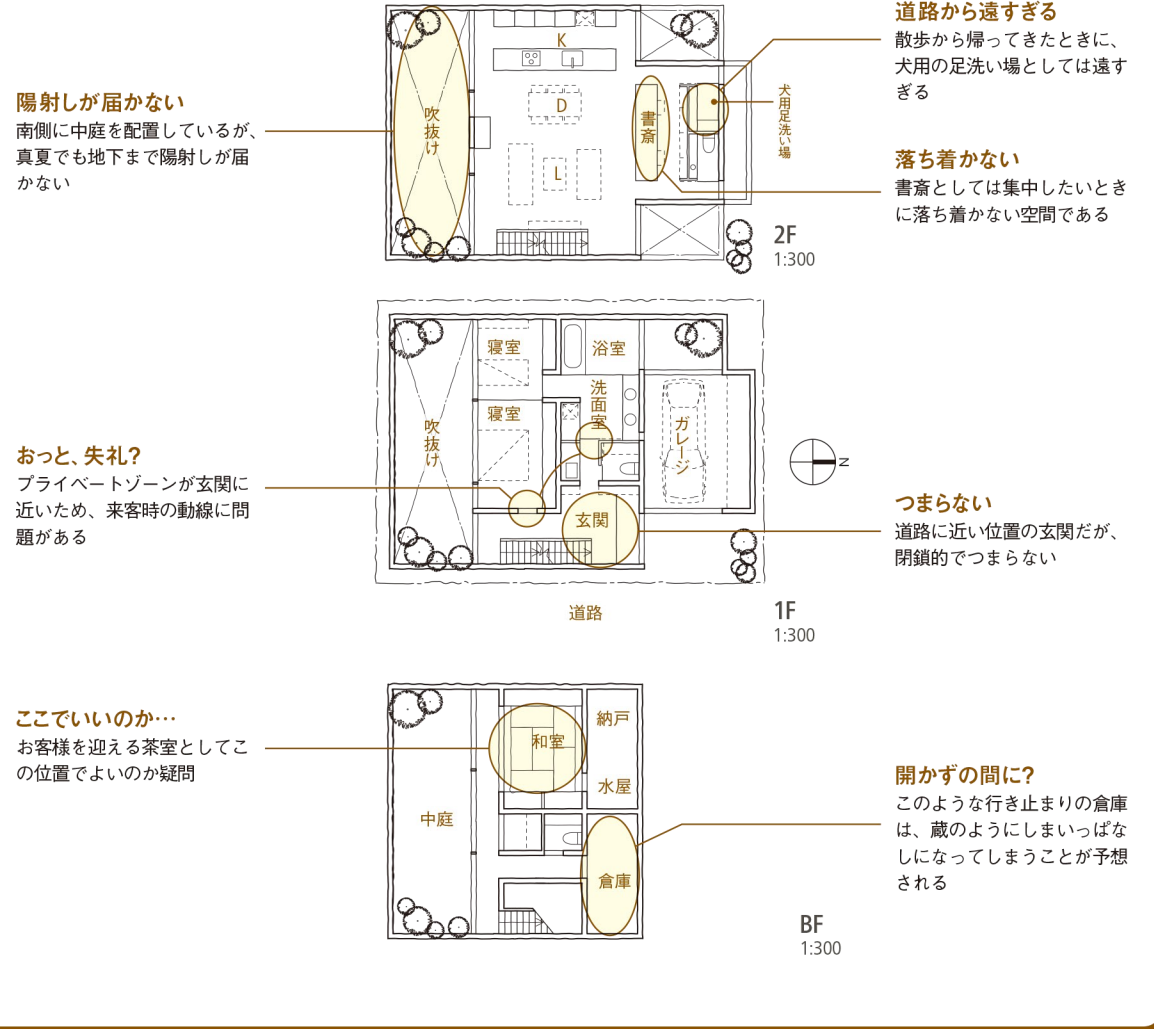 道路から遠すぎる
散歩から帰ってきたときに、
犬用の足洗い場としては遠す
ぎる
陽射しが届かない
南側に中庭を配置しているが、
真夏でも地下まで陽射しが届
かない
落ち着かない
書斎としては集中したいとき
に落ち着かない空間である
K
D
L
吹抜け
書斎
犬用足洗い場
2F
1:300
寝室
浴室
洗面室
寝室
吹抜け
ガレージ
N
玄関
おっと、失礼?
プライベートゾーンが玄関に
近いため、来客時の動線に問
題がある
つまらない
道路に近い位置の玄関だが、
閉鎖的でつまらない
道路
1F
1:300
ここでいいのか…
お客様を迎える茶室としてこ
の位置でよいのか疑問
納戸
和室
水屋
中庭
倉庫
開かずの間に?
このような行き止まりの倉庫
は、蔵のようにしまいっぱな
しになってしまうことが予想
される
BF
1:300